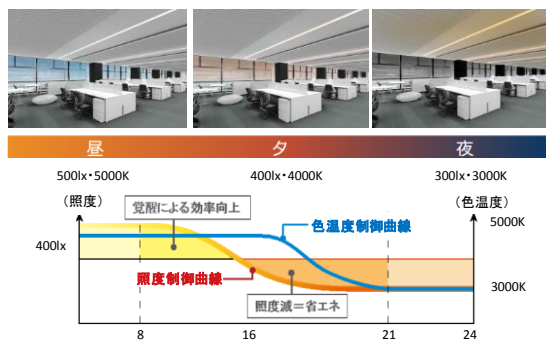 昼 夕 夜
500lx・5000K 400lx・4000K 300lx・3000K
（照度） （色温度）
覚醒による効率向上
5000K
色温度制御曲線
400lx
照度制御曲線
3000K
照度減＝省エネ
8 16 21 24